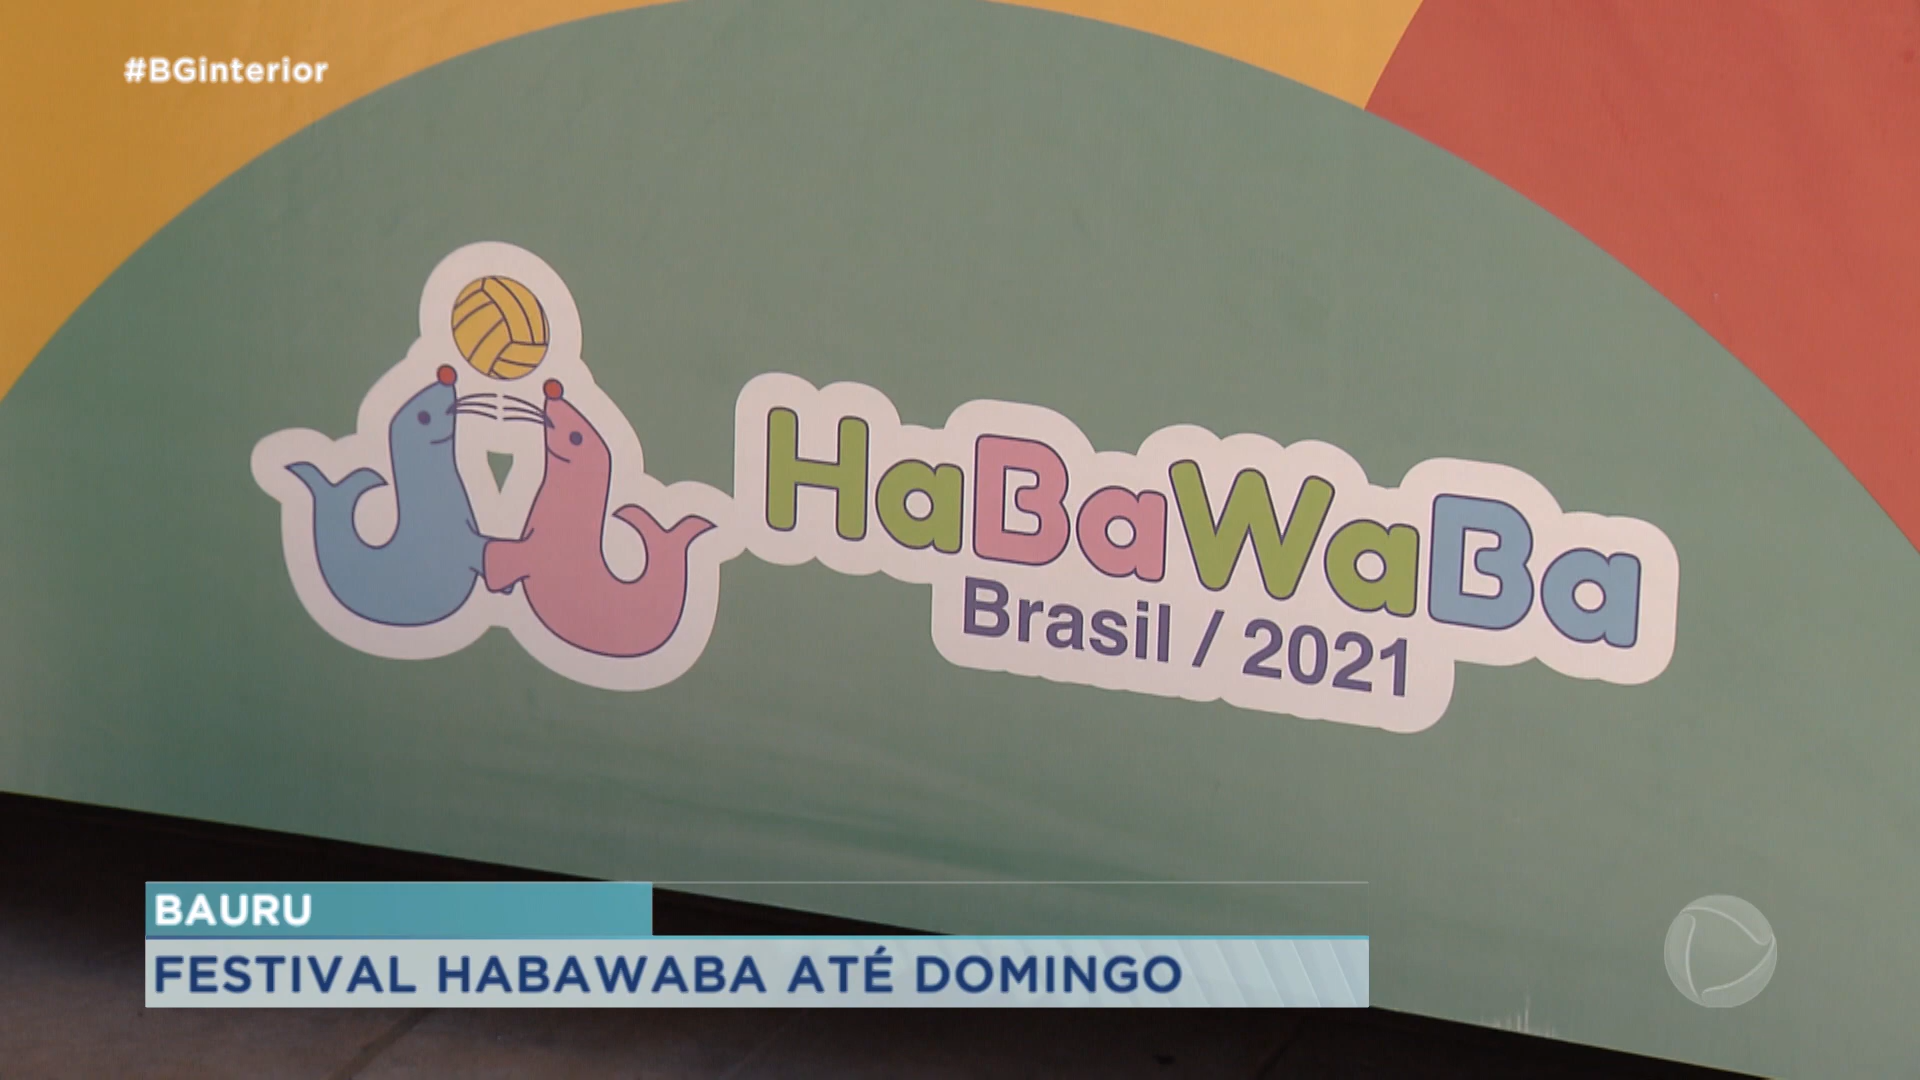 #BGinterior
HaBaWaBa
Brasil / 2021
BAURU
FESTIVAL HABAWABA ATÉ DOMINGO